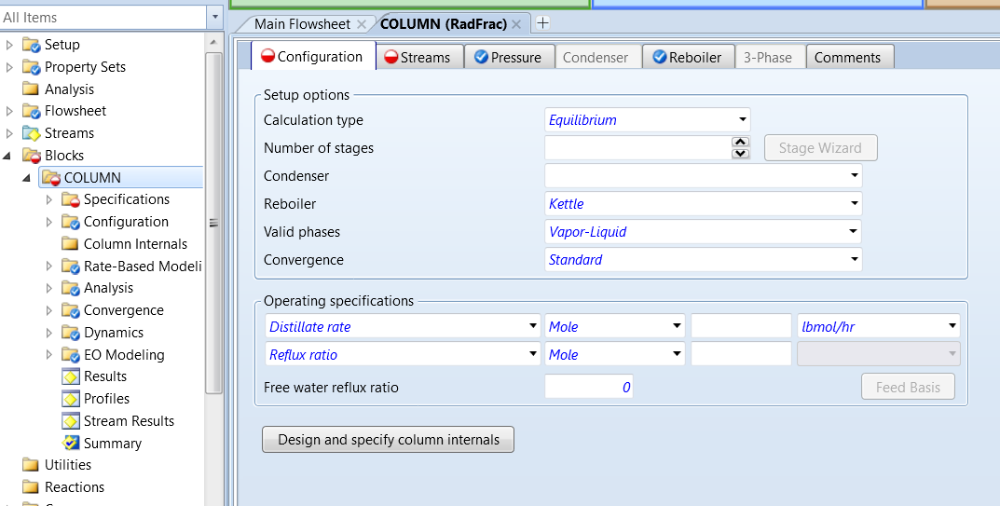 All Items
Setup
Property Sets
Analysis
Flowsheet
Streams
Blocks
COLUMN
Specifications
Configuration
Column Internals
Rate-Based Modeli
Analysis
Convergence
Dynamics
EO Modeling
Results
Profiles
Stream Results
Summary
Utilities
Reactions
Main Flowsheet
COLUMN (RadFrac)
Configuration
Streams
Pressure
Condenser
Reboiler
3-Phase
Comments
Setup options
Calculation type Equilibrium
Number of stages Stage Wizard
Condenser
Reboiler Kettle
Valid phases Vapor-Liquid
Convergence Standard
Operating specifications
Distillate rate Mole lbmol/hr
Reflux ratio Mole
Free water reflux ratio 0 Feed Basis
Design and specify column internals